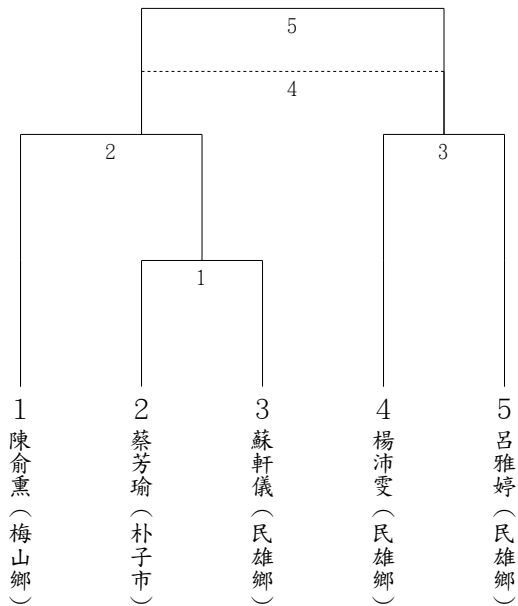 5
4
2
3
1
1 陳俞熏(梅山鄉)
2 蔡芳瑜(朴子市)
3 蘇軒儀(民雄鄉)
4 楊沛雯(民雄鄉)
5 呂雅婷(民雄鄉)